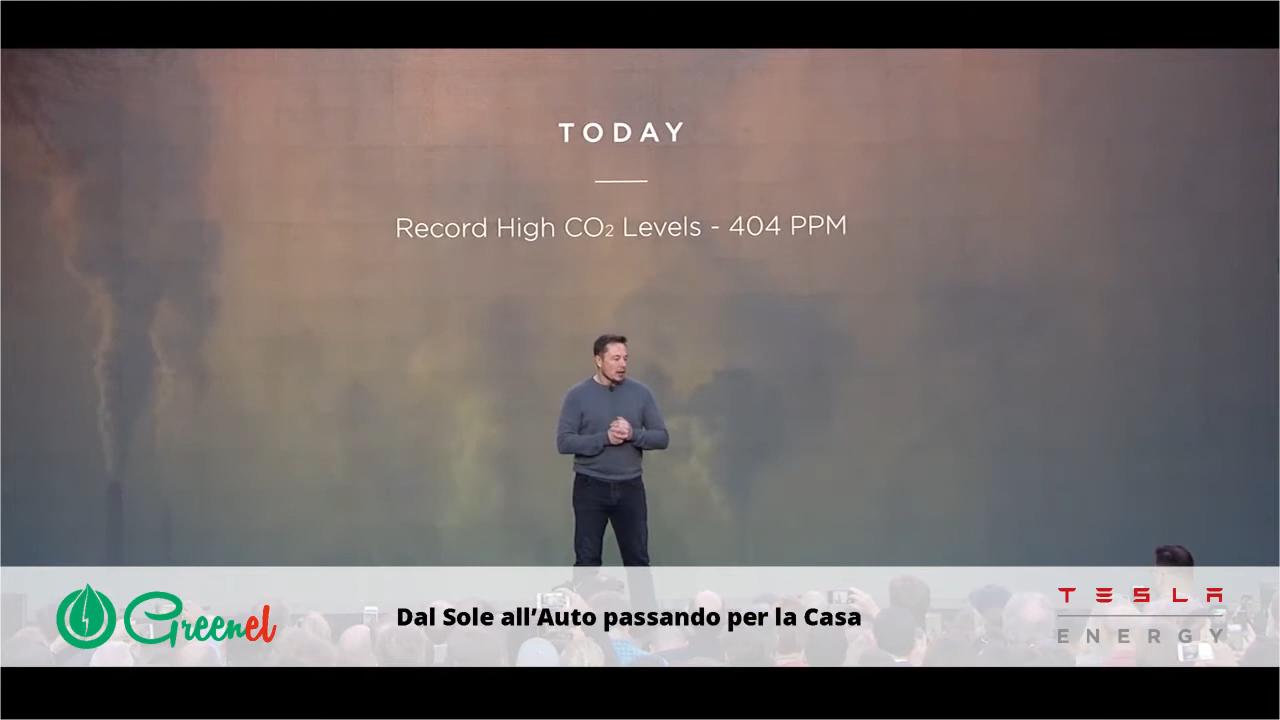 TODAY
Record High CO₂ Levels - 404 PPM
Greenel
Dal Sole all’Auto passando per la Casa
TESLA
ENERGY